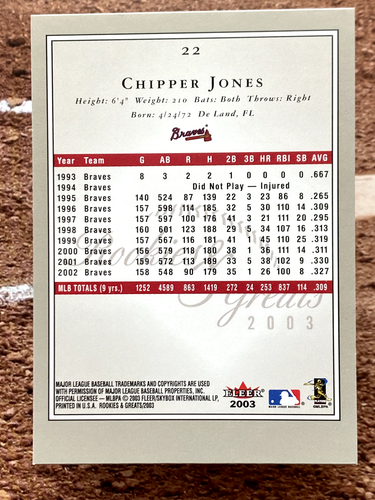 22
CHIPPER JONES
Height: 6'4" Weight: 210 Bats: Both Throws: Right
Born: 4/24/72 De Land, FL
Braves
Year Team G AB R H 2B 3B HR RBI SB AVG
1993 Braves 8 3 2 2 1 0 0 0 0 .667
Did Not Play — Injured
1995 Braves 140 524 87 139 22 3 23 86 8 .265
1996 Braves 157 598 114 185 32 5 30 110 14 .309
1997 Braves 157 597 100 176 41 3 21 111 20 .295
1998 Braves 160 601 123 188 29 5 34 107 16 .313
1999 Braves 157 567 116 181 41 1 45 110 25 .319
2000 Braves 156 579 118 180 38 1 36 111 14 .311
2001 Braves 159 572 113 189 33 5 38 102 9 .330
2002 Braves 158 548 90 179 35 1 26 100 8 .327
MLB TOTALS (9 yrs.) 1252 4589 863 1419 272 24 253 837 114 .309
Rookies
Greats
2003
MAJOR LEAGUE BASEBALL TRADEMARKS AND COPYRIGHTS ARE USED
WITH PERMISSION OF MAJOR LEAGUE BASEBALL PROPERTIES, INC.
OFFICIAL LICENSEE — MLBPA © 2003 FLEER/SKYBOX INTERNATIONAL LP,
PRINTED IN U.S.A. ROOKIES & GREATS/2003
FLEER
2003